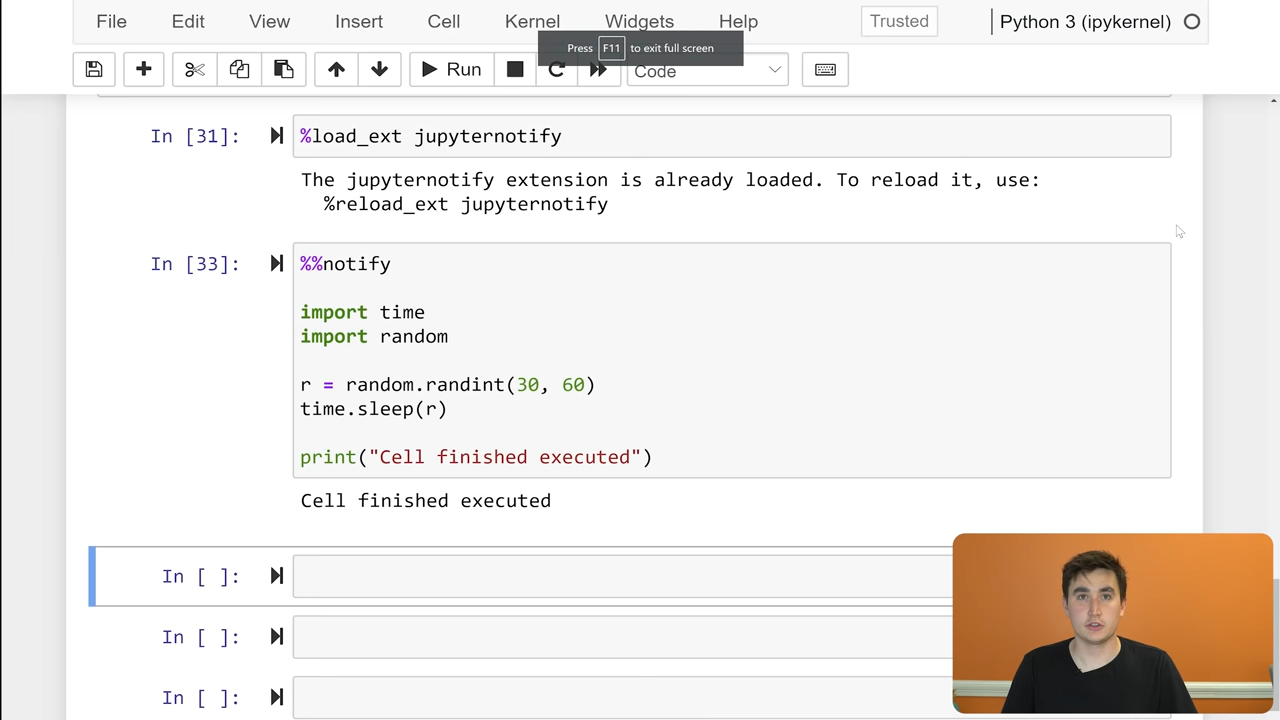 File Edit View Insert Cell Kernel Widgets Help Trusted Python 3 (ipykernel)
Press F11 to exit full screen
Run Code
In [31]: %load_ext jupyternotify
The jupyternotify extension is already loaded. To reload it, use:
%reload_ext jupyternotify
In [33]: %%notify
import time
import random
r = random.randint(30, 60)
time.sleep(r)
print("Cell finished executed")
Cell finished executed
In [ ]:
In [ ]:
In [ ]: